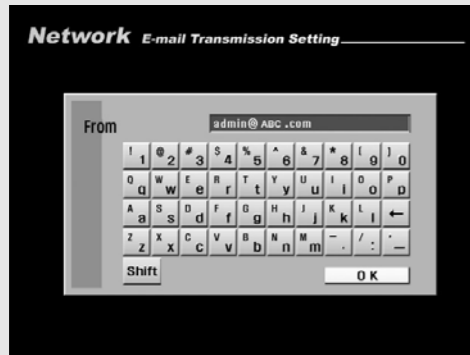 Network E-mail Transmission Setting
From admin@ABC.com
! 1 @ 2 # 3 $ 4 % 5 ^ 6 & 7 * 8 ( 9 ) 0
Q q W w E e R r T t Y y U u I i O o P p
A a S s D d F f G g H h J j K k L l ←
Z z X x C c V v B b N n M m - . / : ' _
Shift OK